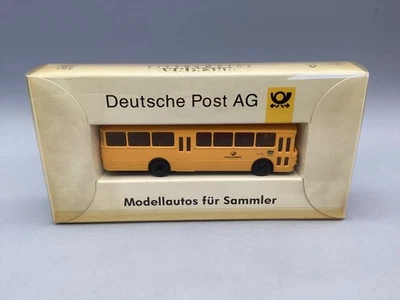 Deutsche Post AG
Modellautos für Sammler